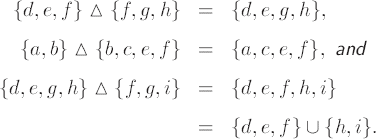 {d, e, f} △ {f, g, h} = {d, e, g, h},
{a, b} △ {b, c, e, f} = {a, c, e, f}, and
{d, e, g, h} △ {f, g, i} = {d, e, f, h, i}
= {d, e, f} ∪ {h, i}.